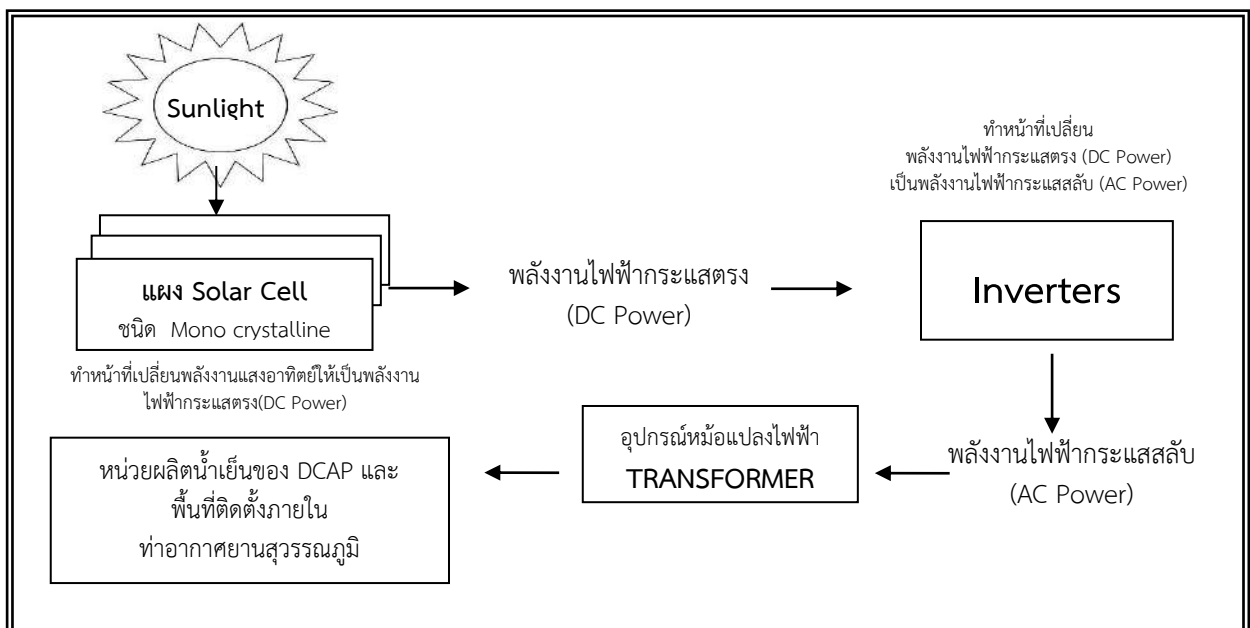 Sunlight
แผง Solar Cell
ชนิด Mono crystalline
ทำหน้าที่เปลี่ยนพลังงานแสงอาทิตย์ให้เป็นพลังงาน
ไฟฟ้ากระแสตรง(DC Power)
พลังงานไฟฟ้ากระแสตรง
(DC Power)
ทำหน้าที่เปลี่ยน
พลังงานไฟฟ้ากระแสตรง (DC Power)
เป็นพลังงานไฟฟ้ากระแสสลับ (AC Power)
Inverters
พลังงานไฟฟ้ากระแสสลับ
(AC Power)
อุปกรณ์หม้อแปลงไฟฟ้า
TRANSFORMER
หน่วยผลิตน้ำเย็นของ DCAP และ
พื้นที่ติดตั้งภายใน
ท่าอากาศยานสุวรรณภูมิ